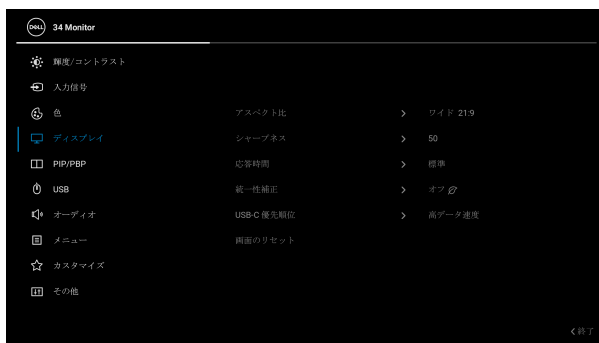 DELL 34 Monitor
輝度/コントラスト
入力信号
色
アスペクト比 ワイド 21:9
ディスプレイ シャープネス 50
PIP/PBP 応答時間 標準
USB 統一性補正 オフ
オーディオ USB-C 優先順位 高データ速度
メニュー 画面のリセット
カスタマイズ
その他
終了